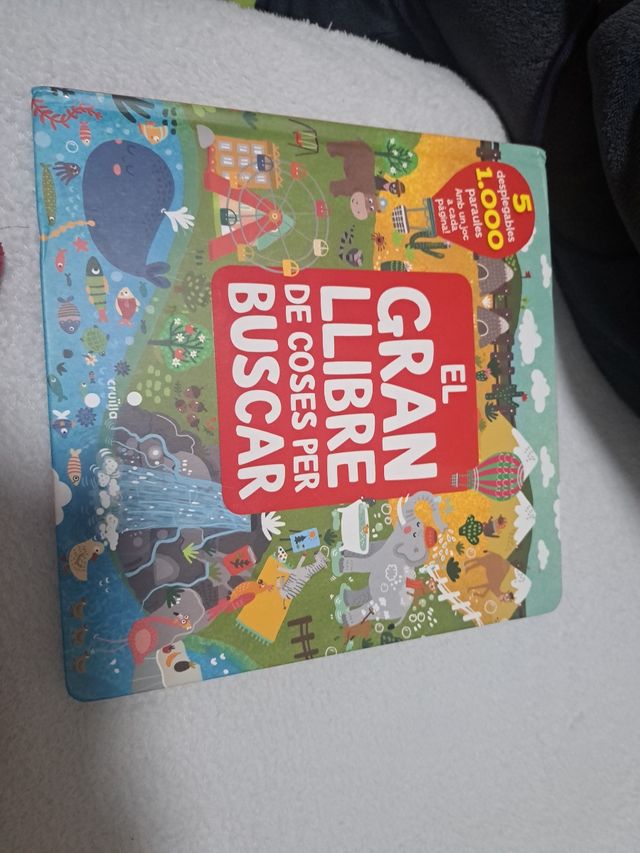 5
desplegables
1.000
paraules
Amb un joc
a cada
pàgina!
EL
GRAN
LLIBRE
DE COSES PER
BUSCAR
cruïlla